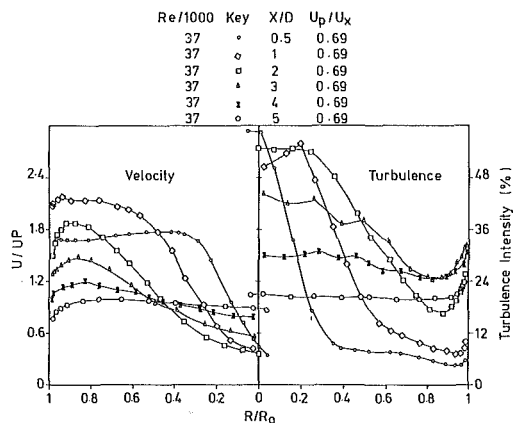 Re/1000 Key X/D Up/Ux
37 0.5 0.69
37 1 0.69
37 2 0.69
37 3 0.69
37 4 0.69
37 5 0.69
Velocity
Turbulence
U/UP
2.4
1.8
1.2
0.6
0
Turbulence Intensity (%)
48
36
24
12
0
1 0.8 0.6 0.4 0.2 0 0.2 0.4 0.6 0.8 1
R/Ro